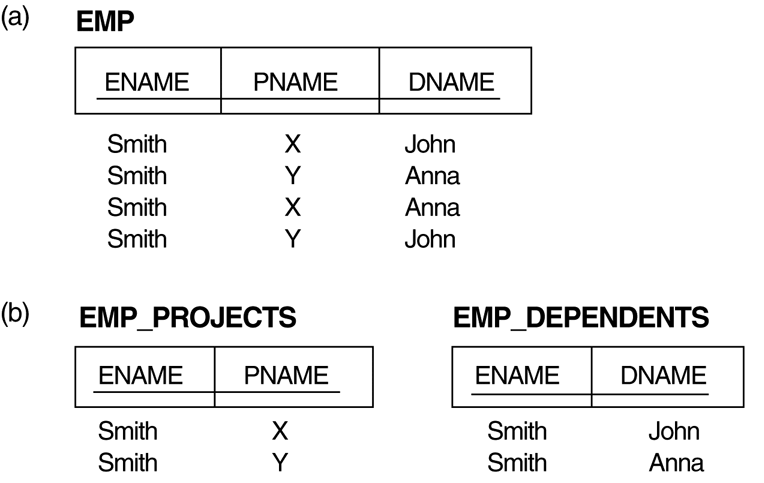 (a) EMP
ENAME PNAME DNAME
Smith X John
Smith Y Anna
Smith X Anna
Smith Y John
(b) EMP_PROJECTS EMP_DEPENDENTS
ENAME PNAME ENAME DNAME
Smith X Smith John
Smith Y Smith Anna